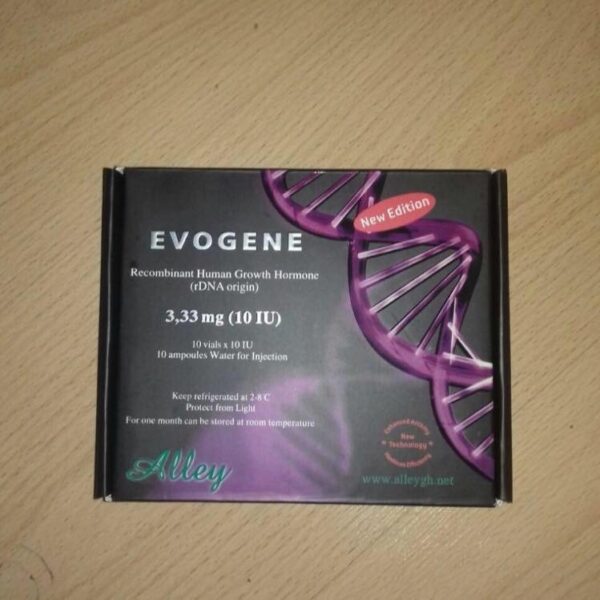 New Edition
EVOGENE
Recombinant Human Growth Hormone
(rDNA origin)
3,33 mg (10 IU)
10 vials x 10 IU
10 ampoules Water for Injection
Keep refrigerated at 2-8 C
Protect from Light
For one month can be stored at room temperature
New
Technology
Alley
www.alleygh.net